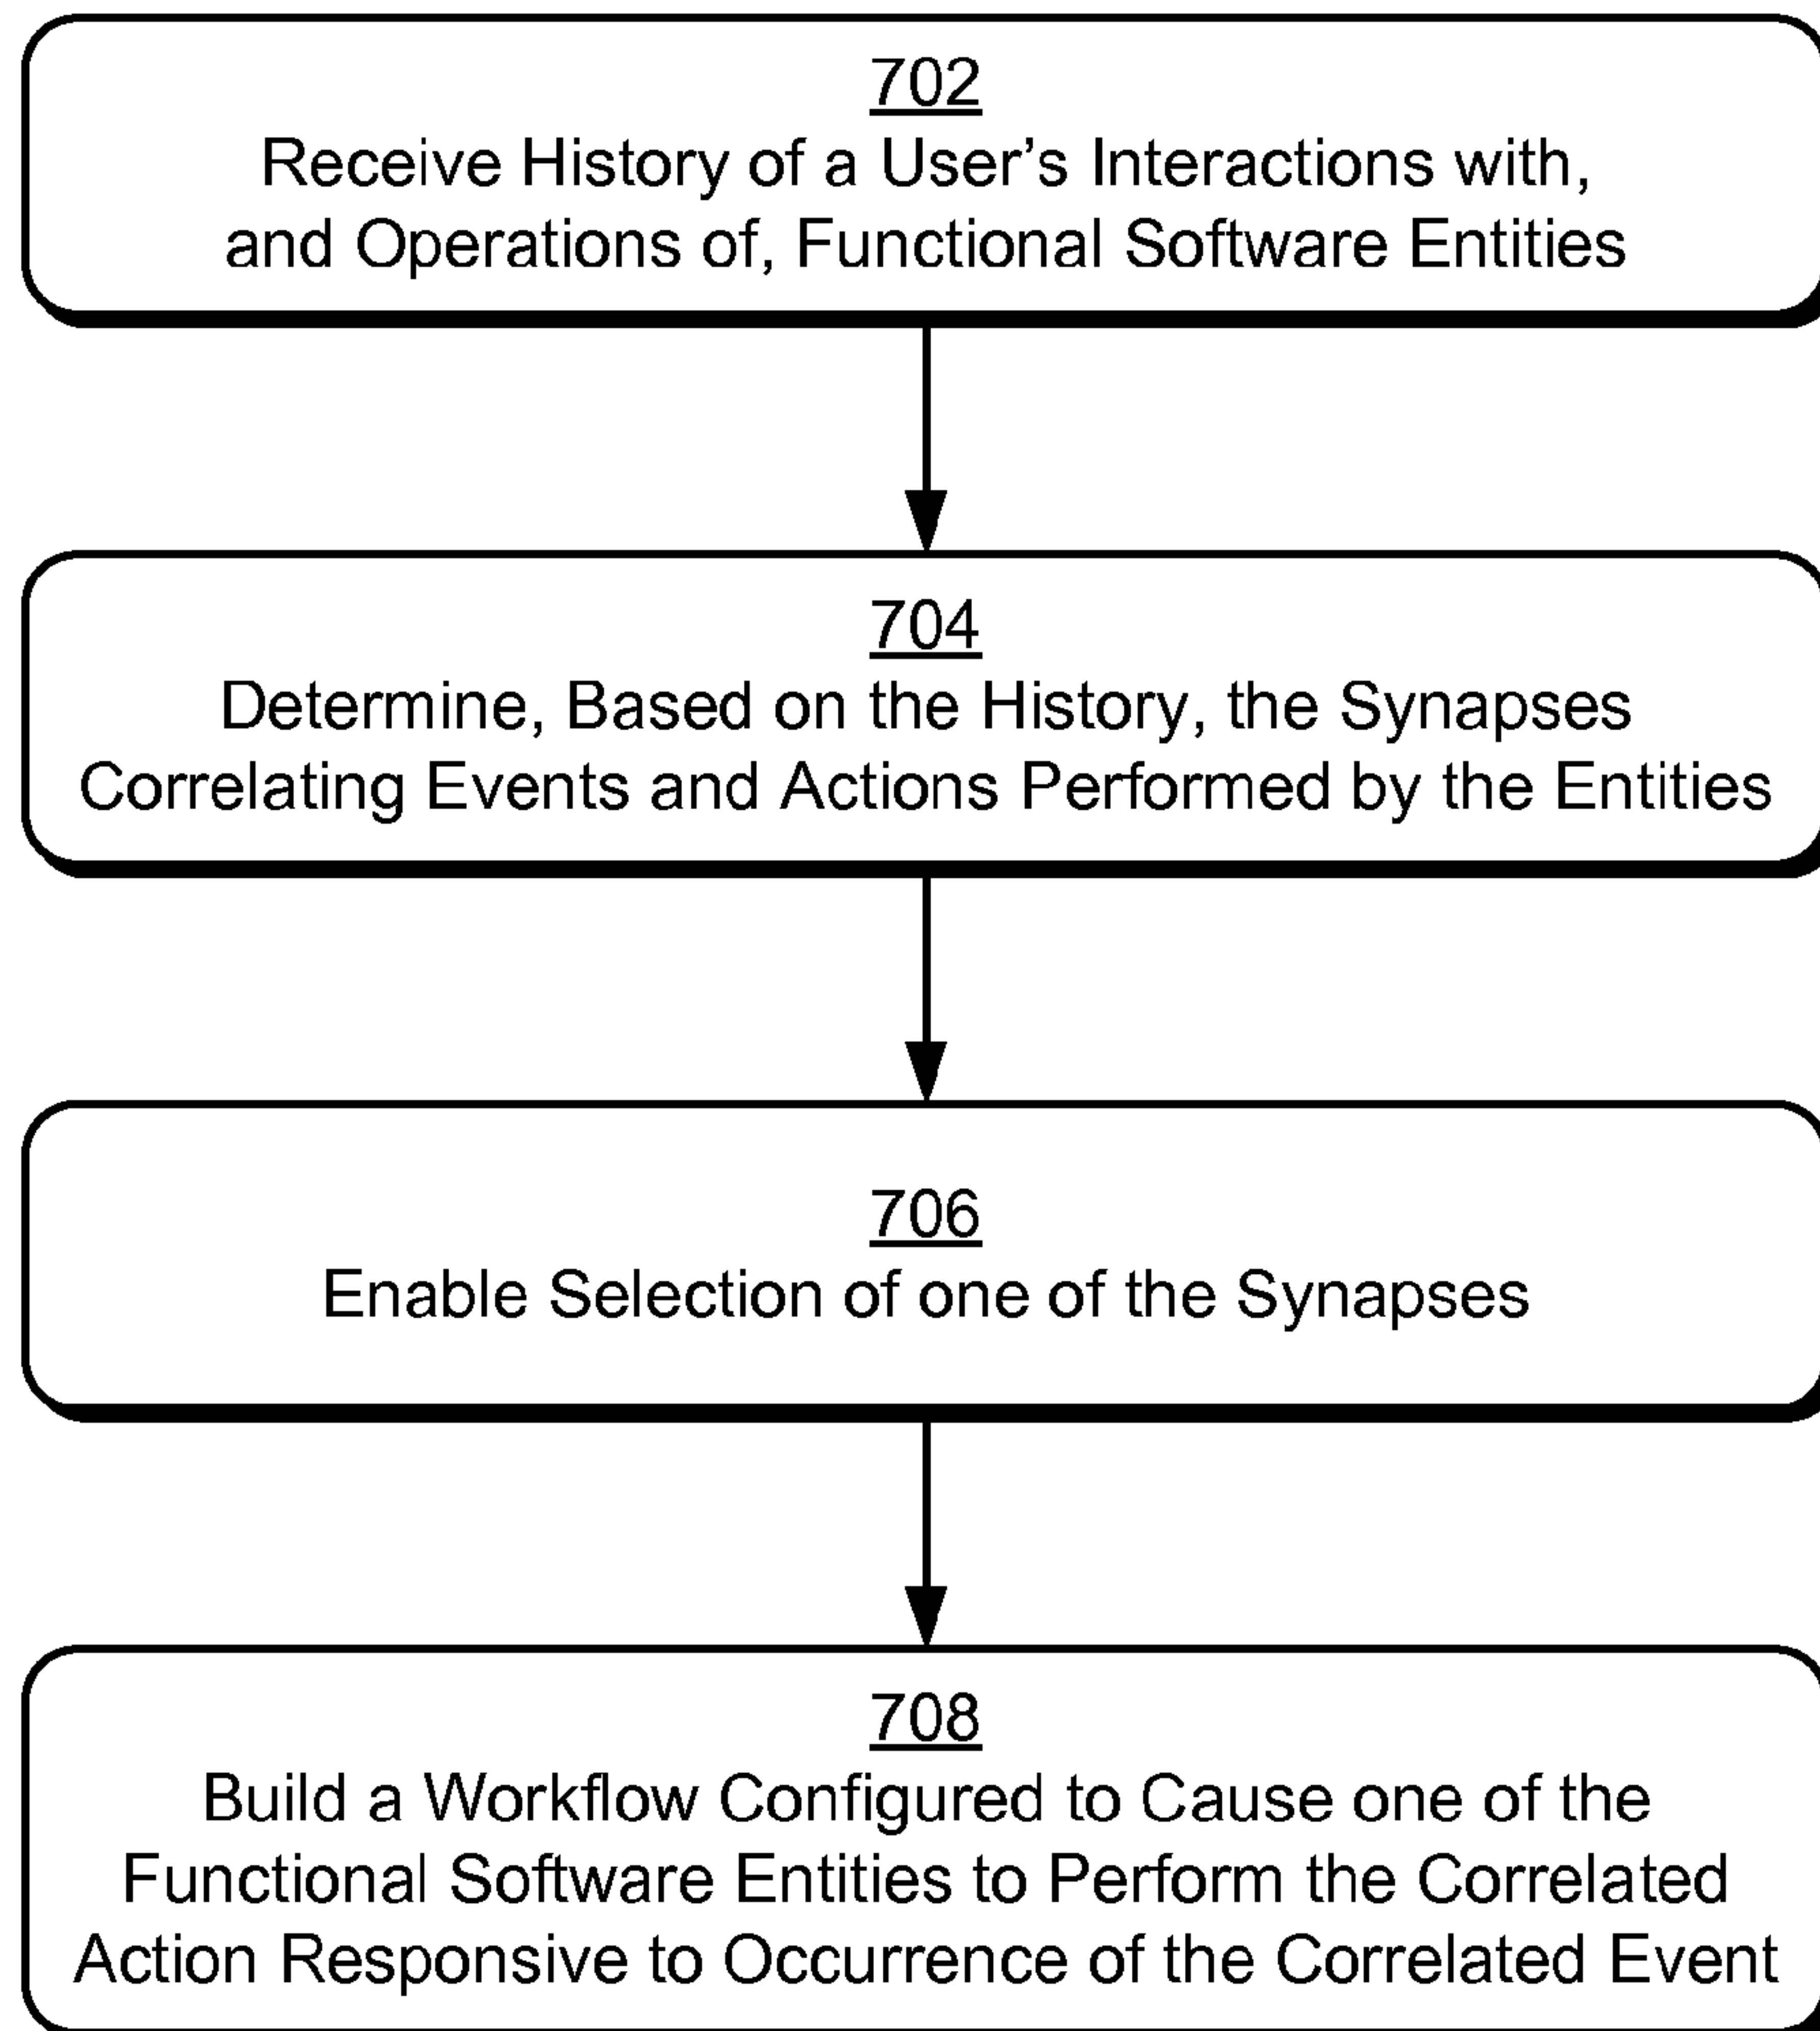 702
Receive History of a User’s Interactions with,
and Operations of, Functional Software Entities
704
Determine, Based on the History, the Synapses
Correlating Events and Actions Performed by the Entities
706
Enable Selection of one of the Synapses
708
Build a Workflow Configured to Cause one of the
Functional Software Entities to Perform the Correlated
Action Responsive to Occurrence of the Correlated Event